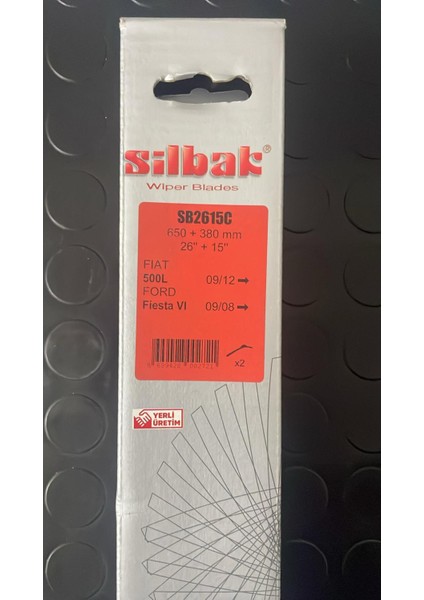 Silbak®
Wiper Blades
SB2615C
650 + 380 mm
26" + 15"
FIAT
500L 09/12 →
FORD
Fiesta VI 09/08 →
x2
YERLİ
ÜRETİM